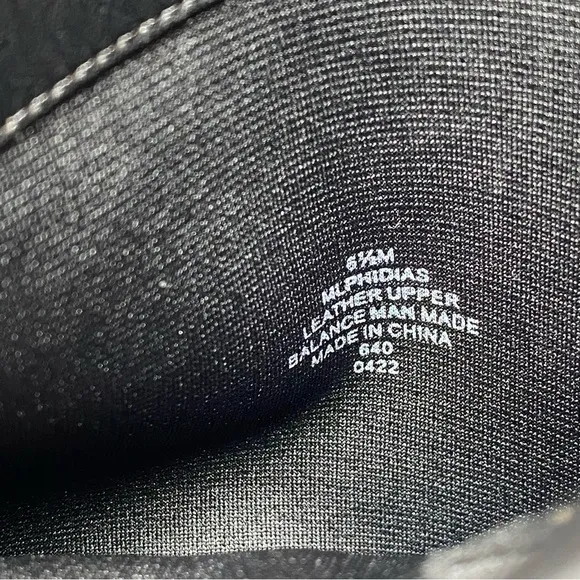 6½M
MLPHIDIAS
LEATHER UPPER
BALANCE MAN MADE
MADE IN CHINA
640
0422